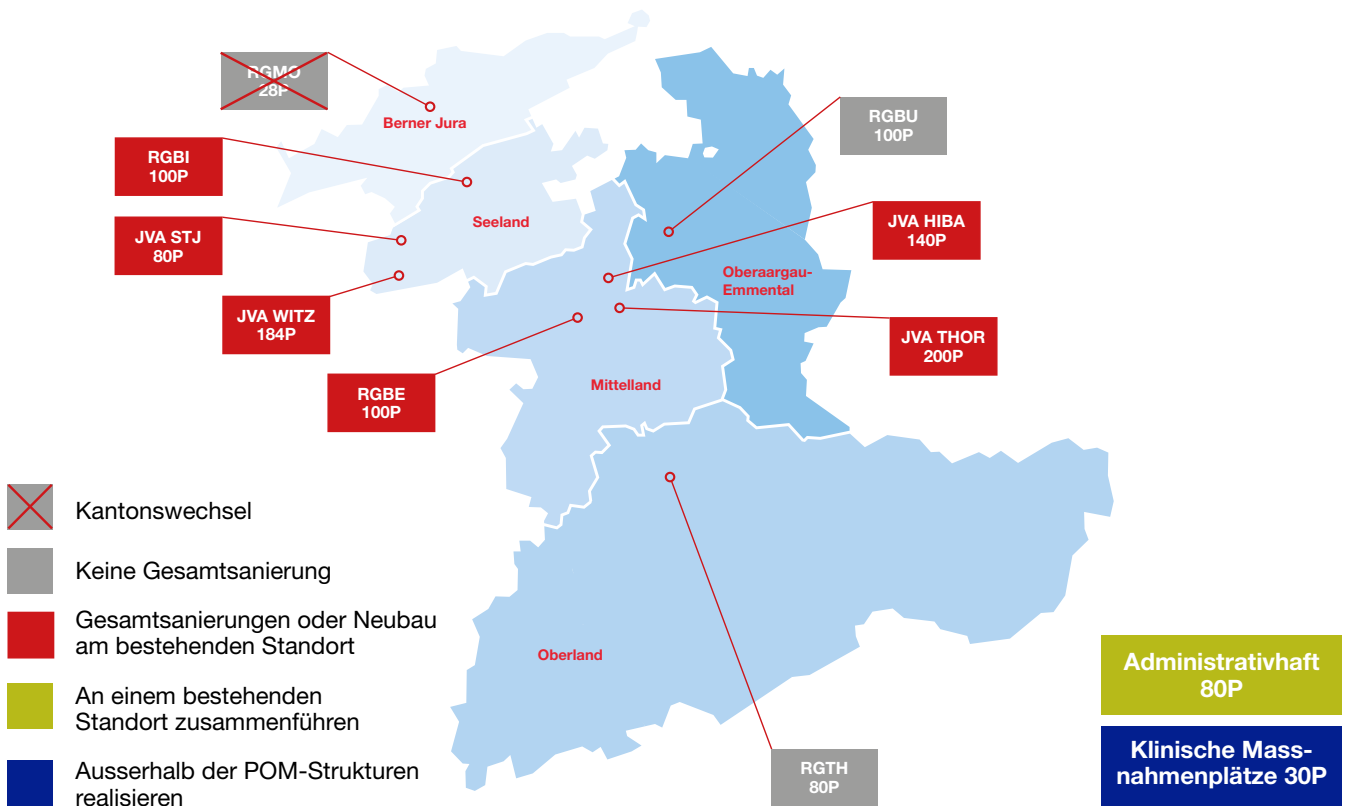 RGMO
28P
Berner Jura
RGBU
100P
RGBI
100P
Seeland
JVA STJ
80P
JVA HIBA
140P
Oberaargau-
Emmental
JVA WITZ
184P
JVA THOR
200P
RGBE
100P
Mittelland
Kantonswechsel
Keine Gesamtsanierung
Gesamtsanierungen oder Neubau
am bestehenden Standort
An einem bestehenden
Standort zusammenführen
Ausserhalb der POM-Strukturen
realisieren
Oberland
RGTH
80P
Administrativhaft
80P
Klinische Mass-
nahmenplätze 30P